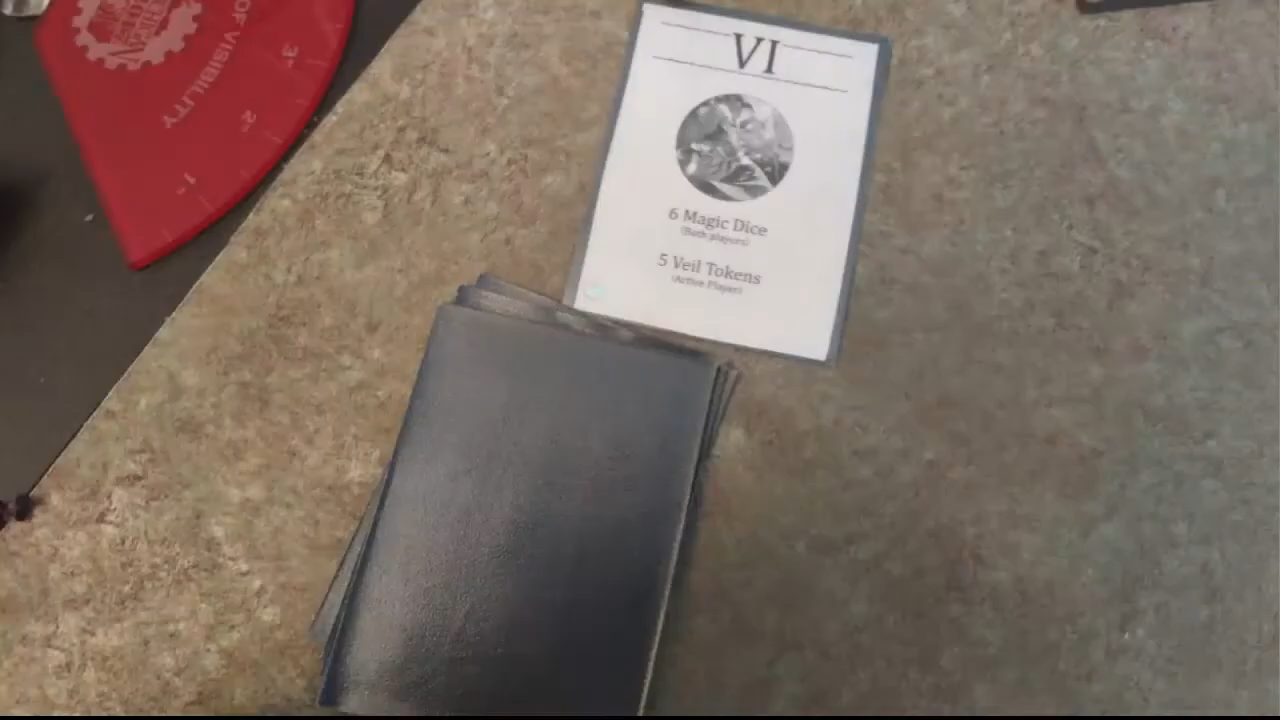 VI
6 Magic Dice
(Both players)
5 Veil Tokens
(Active Player)
OF VISIBILITY
3"
2"
1"